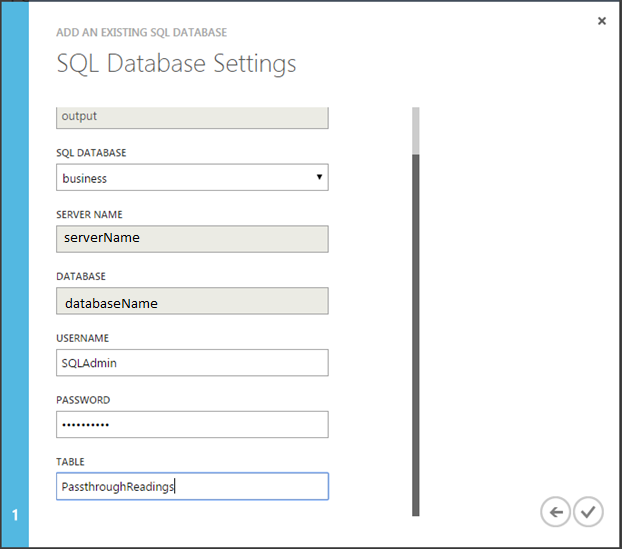 ADD AN EXISTING SQL DATABASE
SQL Database Settings
output
SQL DATABASE
business
SERVER NAME
serverName
DATABASE
databaseName
USERNAME
SQLAdmin
PASSWORD
••••••••••
TABLE
PassthroughReadings
1